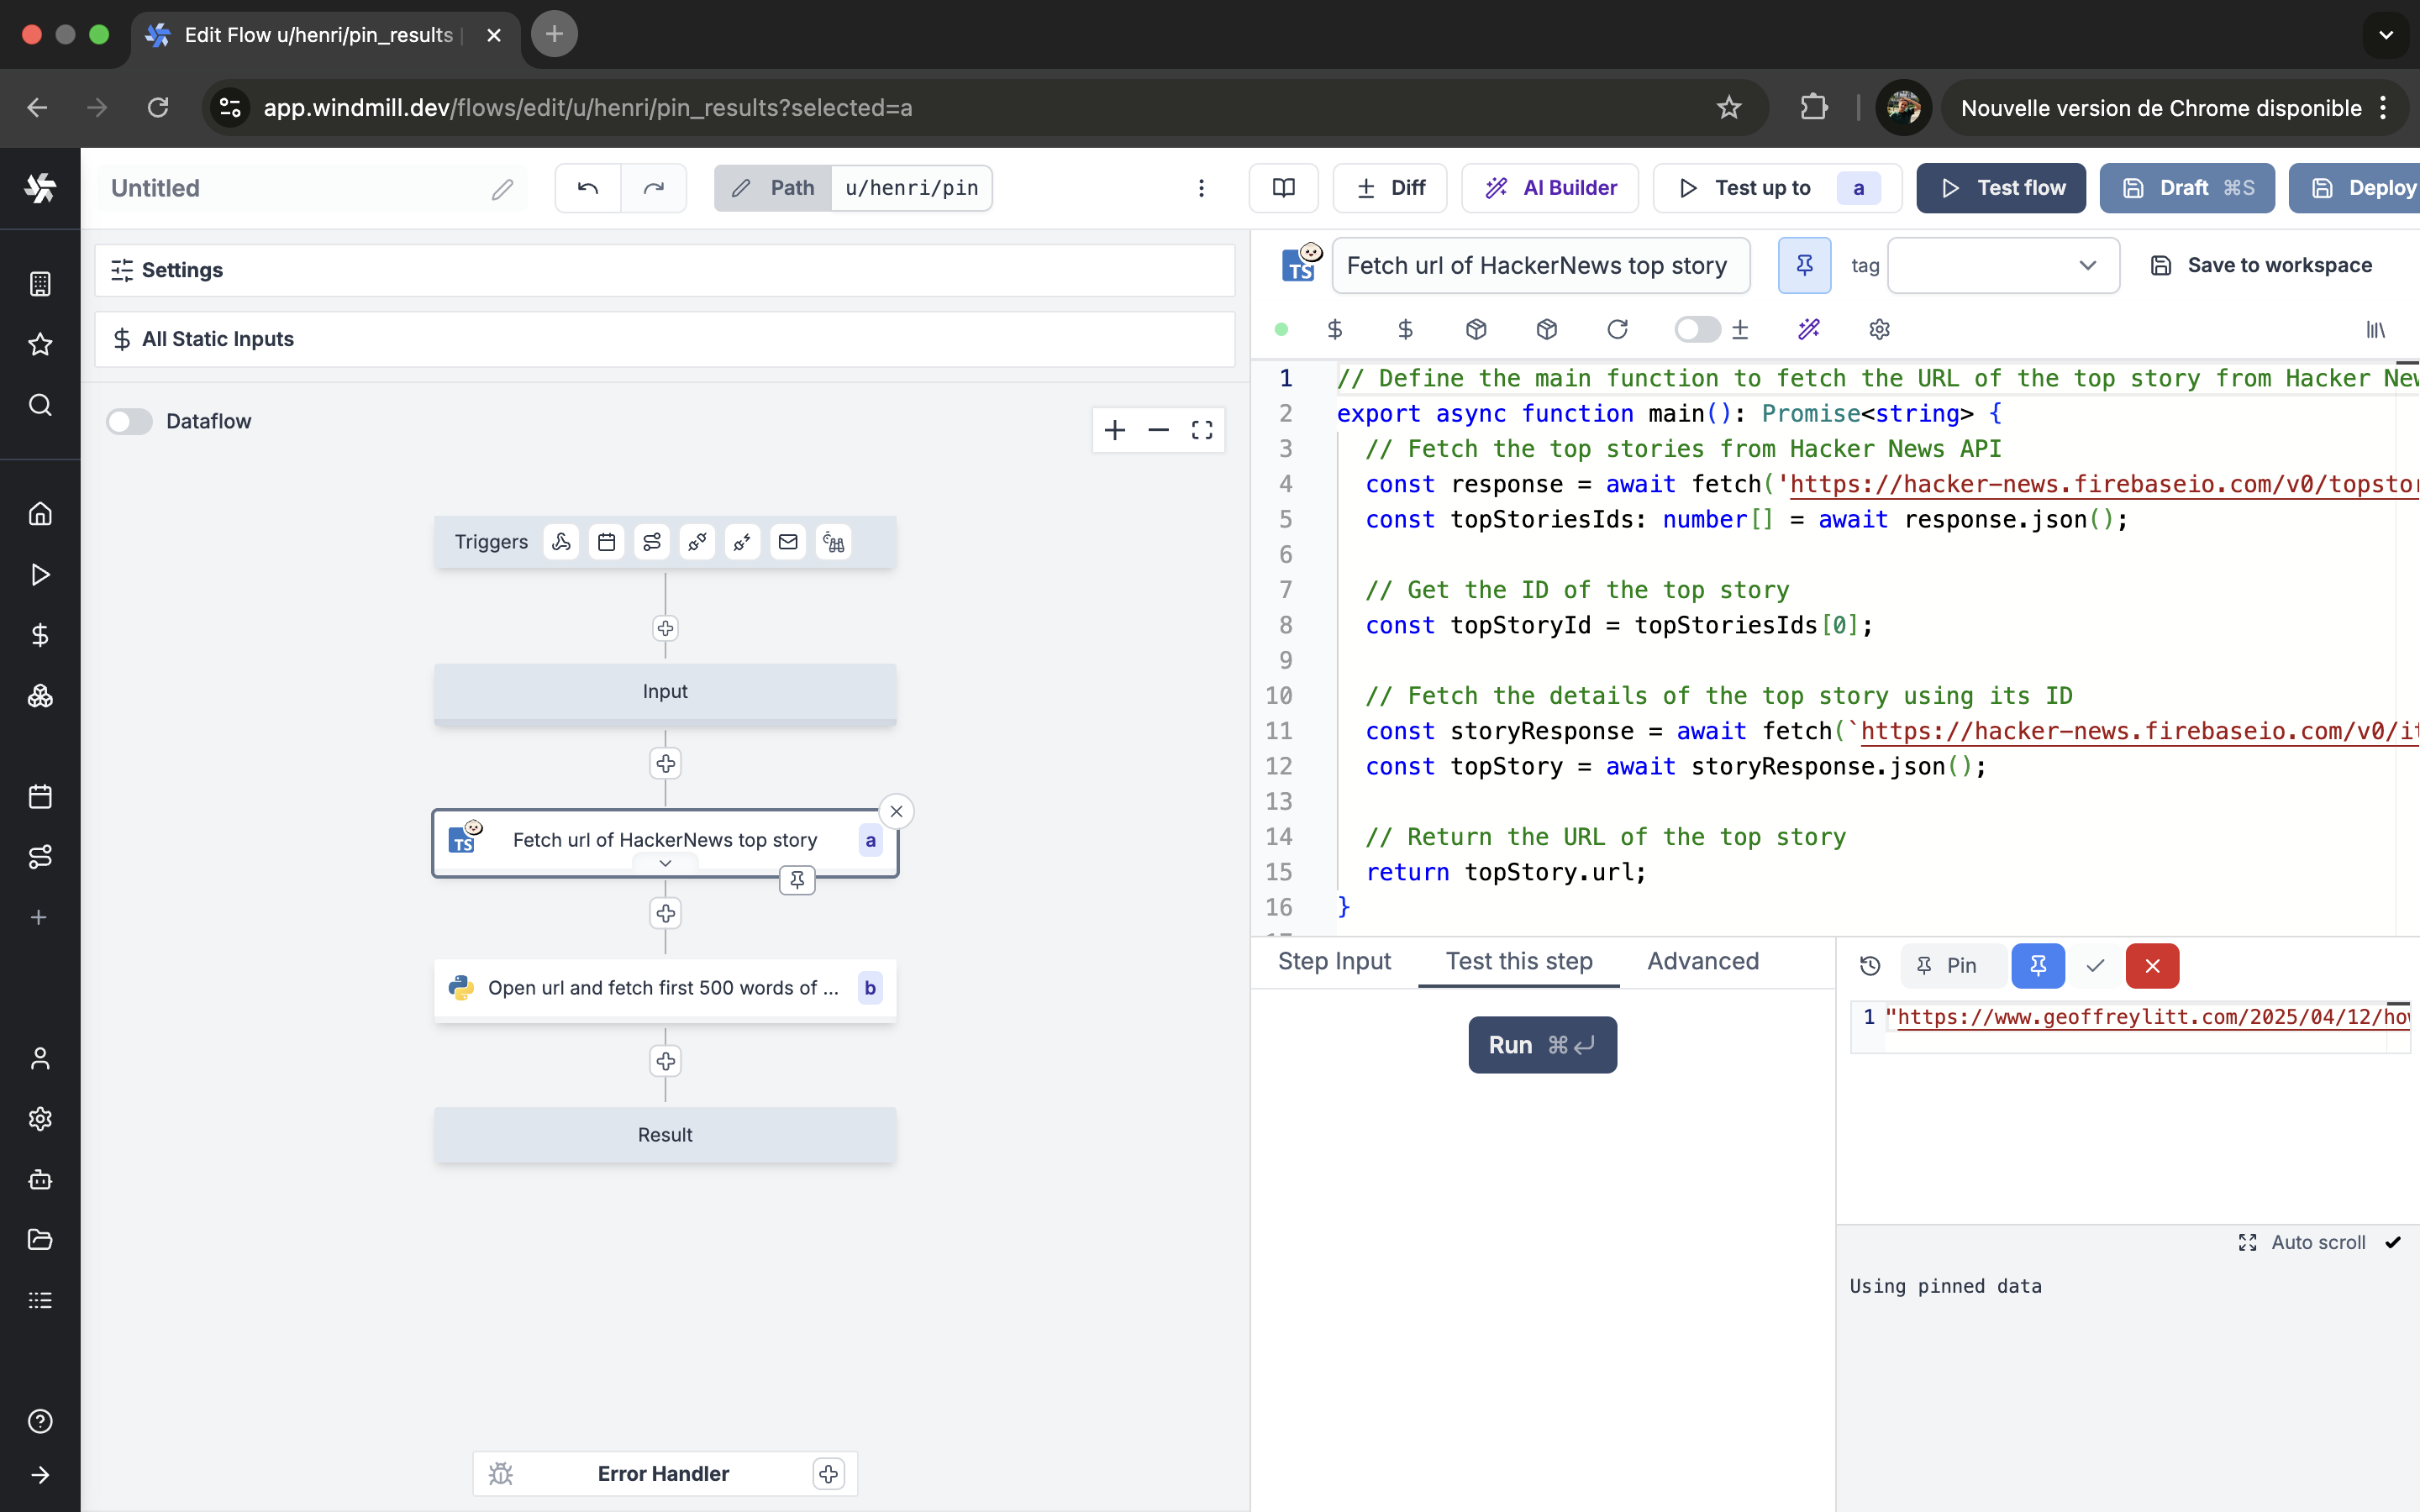 Edit Flow u/henri/pin_results |
app.windmill.dev/flows/edit/u/henri/pin_results?selected=a
Nouvelle version de Chrome disponible
Untitled
Path u/henri/pin
Diff
AI Builder
Test up to a
Test flow
Draft ⌘S
Deploy
Settings
All Static Inputs
Dataflow
Triggers
Input
TS Fetch url of HackerNews top story a
Open url and fetch first 500 words of ... b
Result
Error Handler
TS Fetch url of HackerNews top story
tag
Save to workspace
1 // Define the main function to fetch the URL of the top story from Hacker New
2 export async function main(): Promise<string> {
3 // Fetch the top stories from Hacker News API
4 const response = await fetch('https://hacker-news.firebaseio.com/v0/topstor
5 const topStoriesIds: number[] = await response.json();
6
7 // Get the ID of the top story
8 const topStoryId = topStoriesIds[0];
9
10 // Fetch the details of the top story using its ID
11 const storyResponse = await fetch(`https://hacker-news.firebaseio.com/v0/it
12 const topStory = await storyResponse.json();
13
14 // Return the URL of the top story
15 return topStory.url;
16 }
Step Input
Test this step
Advanced
Run ⌘
Pin
1 "https://www.geoffreylitt.com/2025/04/12/how
Auto scroll
Using pinned data